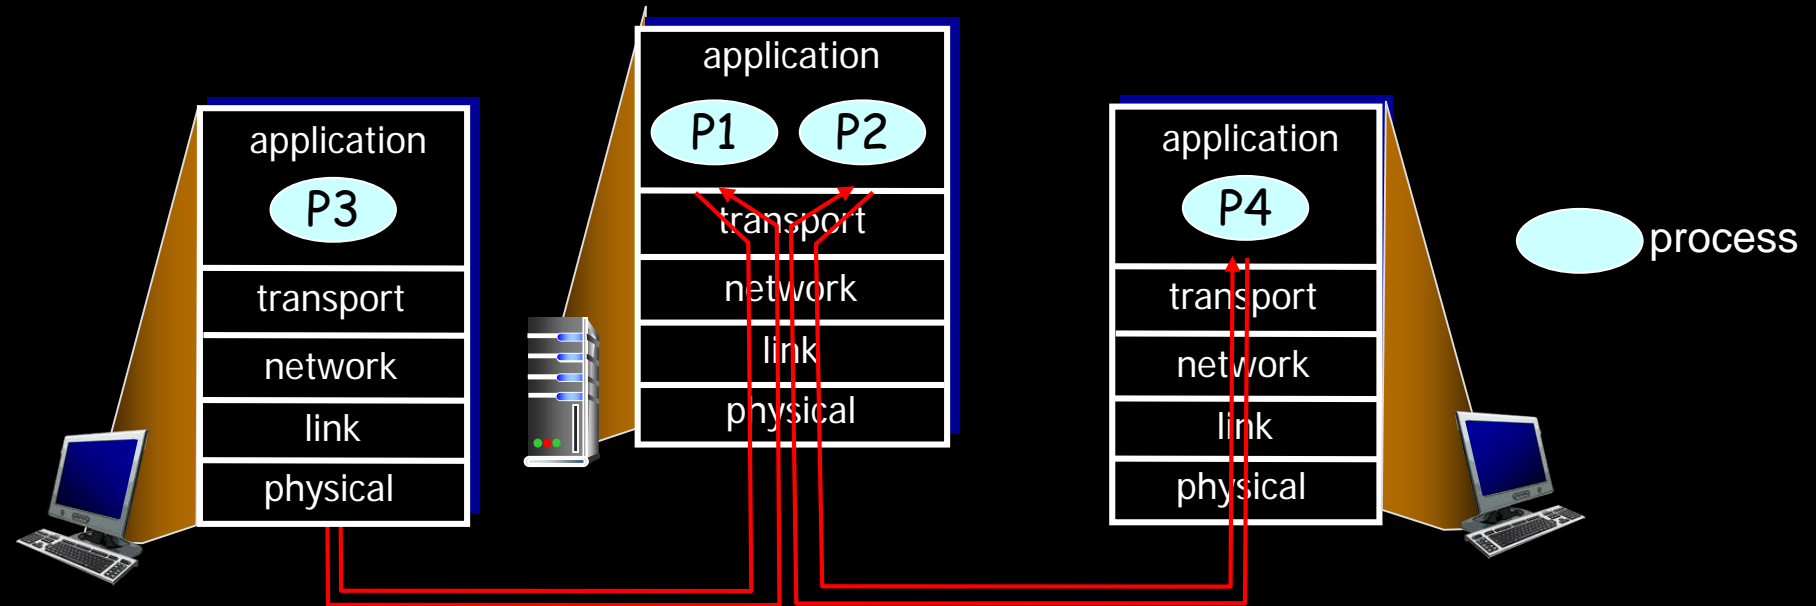 application
P3
transport
network
link
physical
application
P1 P2
transport
network
link
physical
application
P4
transport
network
link
physical
process